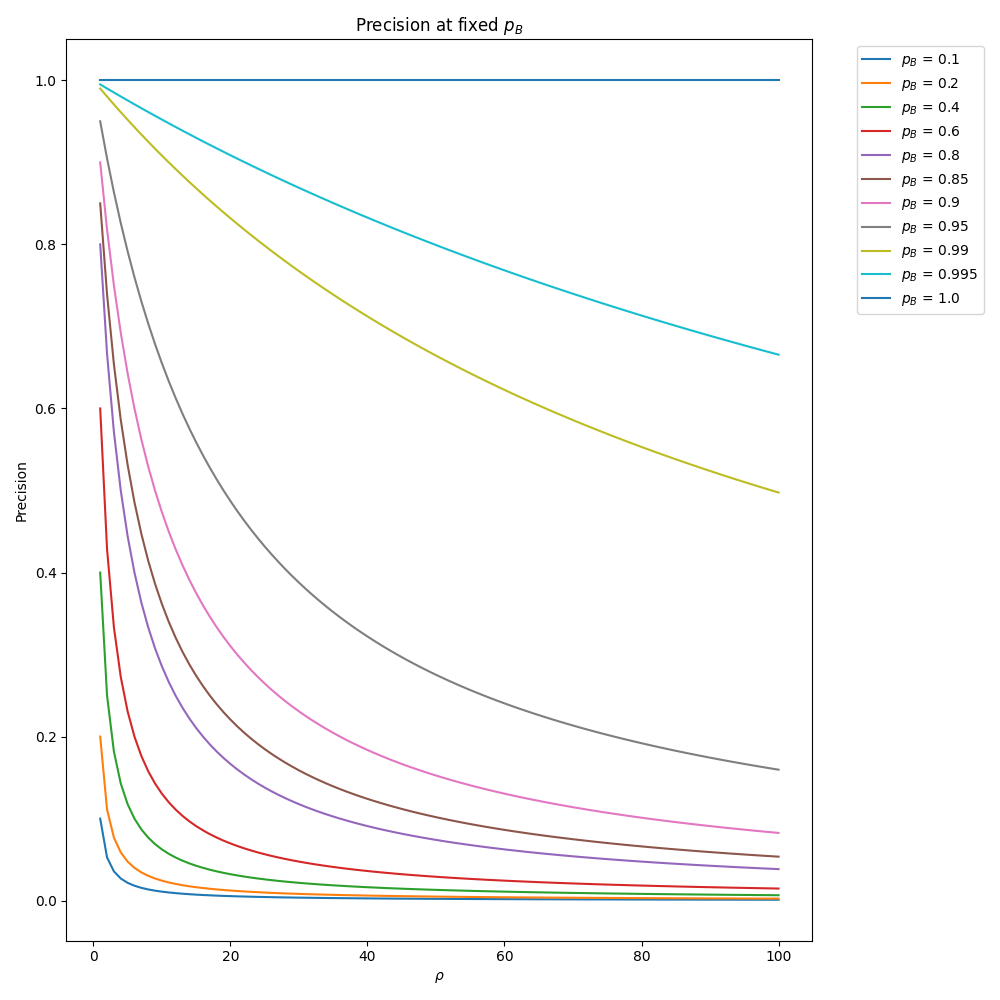 Precision at fixed p_B
Precision
1.0
0.8
0.6
0.4
0.2
0.0
0 20 40 60 80 100
ρ
p_B = 0.1
p_B = 0.2
p_B = 0.4
p_B = 0.6
p_B = 0.8
p_B = 0.85
p_B = 0.9
p_B = 0.95
p_B = 0.99
p_B = 0.995
p_B = 1.0